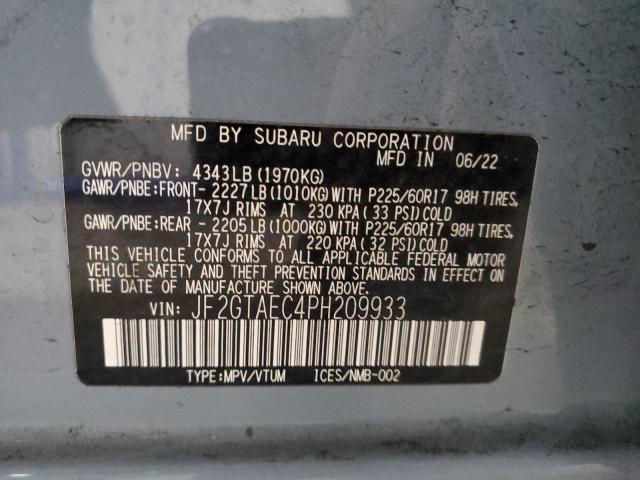 MFD BY SUBARU CORPORATION
MFD IN 06/22
GVWR/PNBV: 4343LB (1970KG)
GAWR/PNBE:FRONT- 2227LB(1010KG)WITH P225/60R17 98H TIRES,
17X7J RIMS AT 230 KPA (33 PSI)COLD
GAWR/PNBE:REAR - 2205LB(1000KG)WITH P225/60R17 98H TIRES,
17X7J RIMS AT 220 KPA (32 PSI)COLD
THIS VEHICLE CONFORMS TO ALL APPLICABLE FEDERAL MOTOR
VEHICLE SAFETY AND THEFT PREVENTION STANDARDS IN EFFECT ON
THE DATE OF MANUFACTURE SHOWN ABOVE.
VIN: JF2GTAEC4PH209933
TYPE:MPV/VTUM ICES/NMB-002